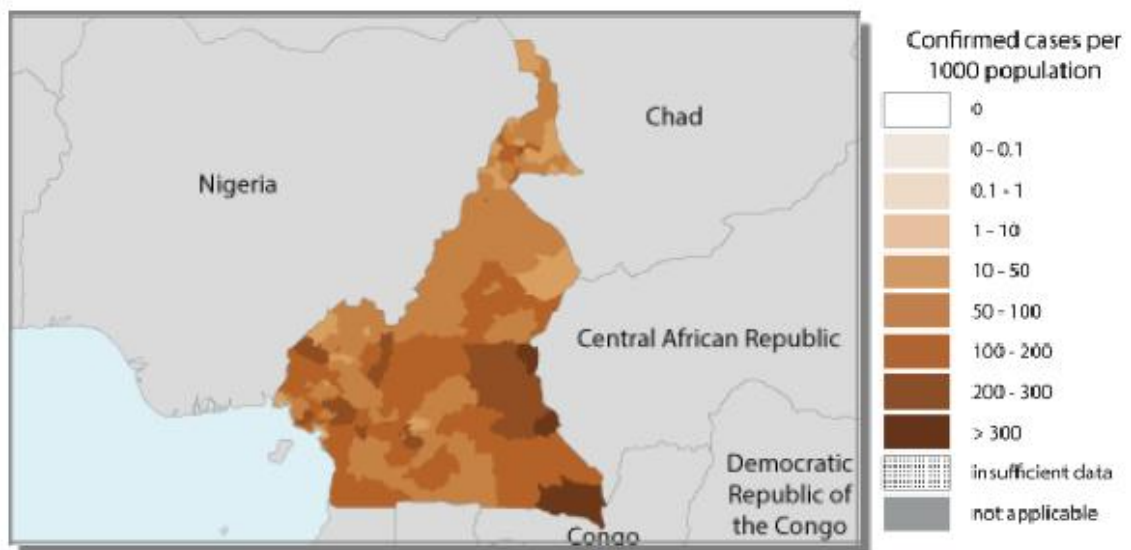 Nigeria
Chad
Central African Republic
Democratic
Republic of
the Congo
Congo
Confirmed cases per
1000 population
0
0 - 0.1
0.1 - 1
1 - 10
10 - 50
50 - 100
100 - 200
200 - 300
> 300
insufficient data
not applicable